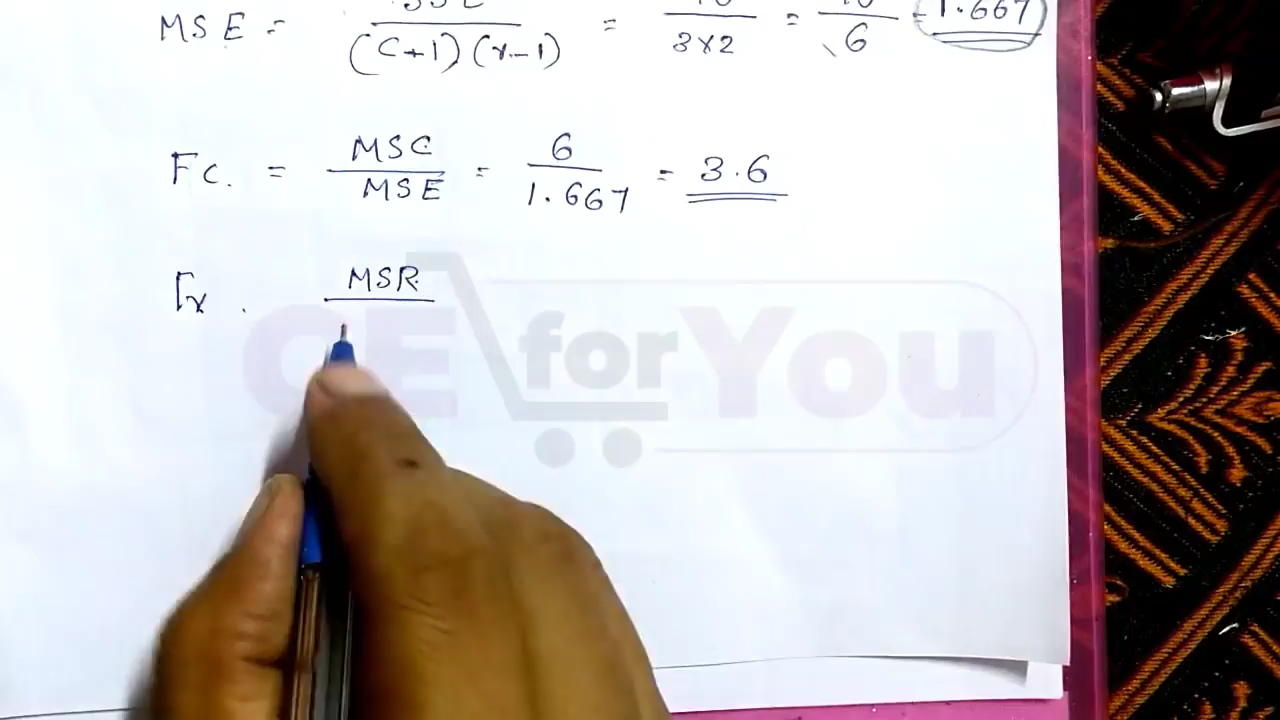 MSE = (C+1) (r-1) = 3x2 = 6 = 1.667
Fc. = MSC / MSE = 6 / 1.667 = 3.6
Fr. MSR
CE for You